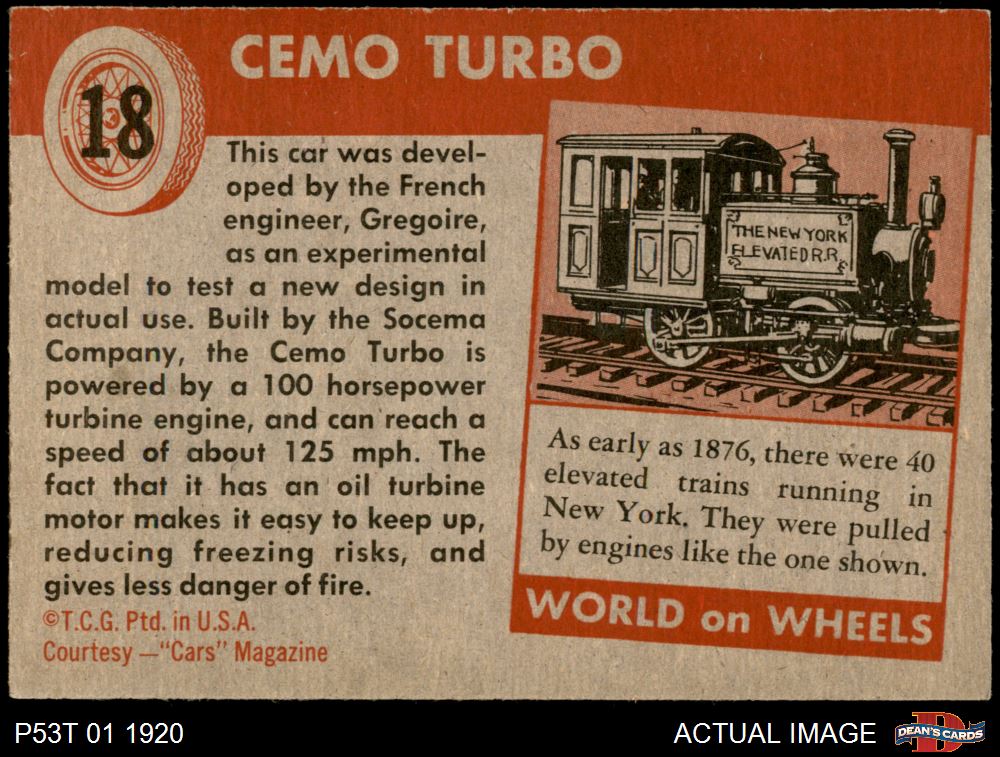 CEMO TURBO
18
This car was devel-
oped by the French
engineer, Gregoire,
as an experimental
model to test a new design in
actual use. Built by the Socema
Company, the Cemo Turbo is
powered by a 100 horsepower
turbine engine, and can reach a
speed of about 125 mph. The
fact that it has an oil turbine
motor makes it easy to keep up,
reducing freezing risks, and
gives less danger of fire.
©T.C.G. Ptd. in U.S.A.
Courtesy—"Cars" Magazine
THE NEW YORK
ELEVATED R.R.
As early as 1876, there were 40
elevated trains running in
New York. They were pulled
by engines like the one shown.
WORLD on WHEELS
P53T 01 1920
ACTUAL IMAGE
D
DEAN'S CARDS